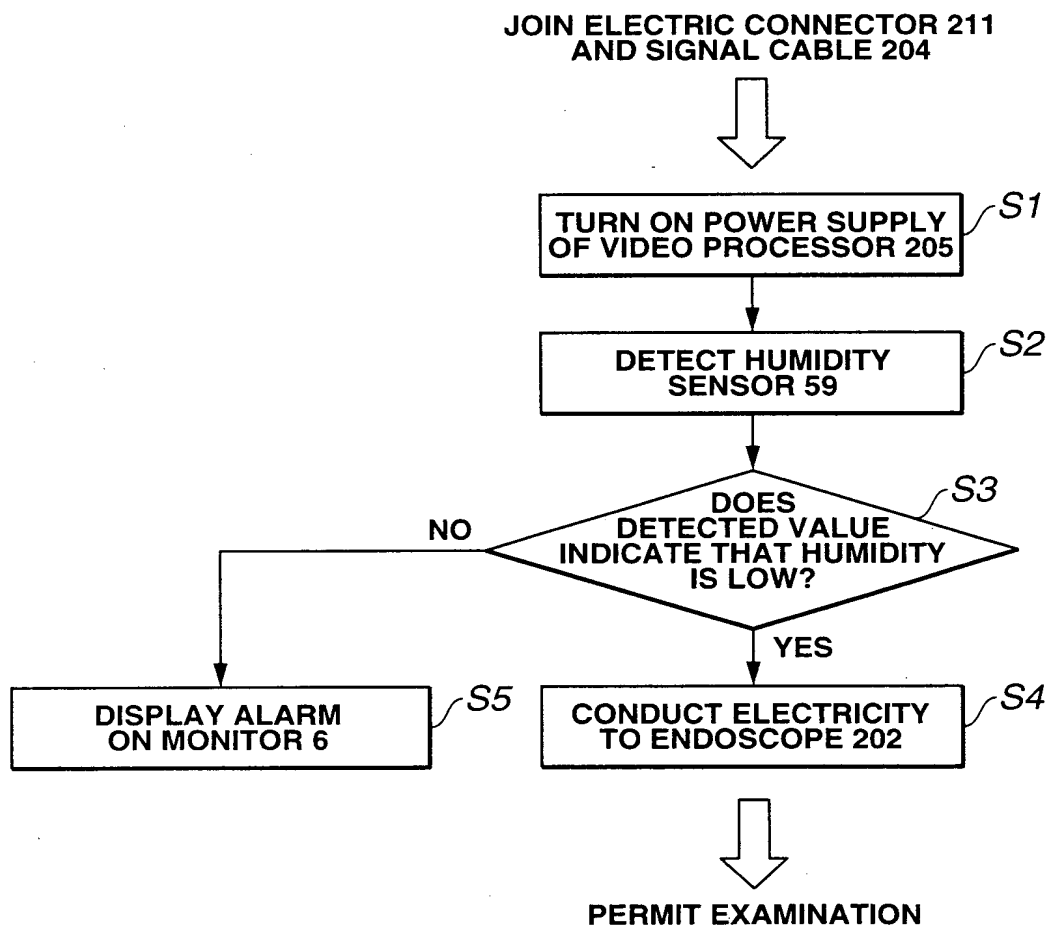 JOIN ELECTRIC CONNECTOR 211
AND SIGNAL CABLE 204
S1
TURN ON POWER SUPPLY
OF VIDEO PROCESSOR 205
S2
DETECT HUMIDITY
SENSOR 59
S3
DOES
DETECTED VALUE
INDICATE THAT HUMIDITY
IS LOW?
NO
YES
S5
DISPLAY ALARM
ON MONITOR 6
S4
CONDUCT ELECTRICITY
TO ENDOSCOPE 202
PERMIT EXAMINATION